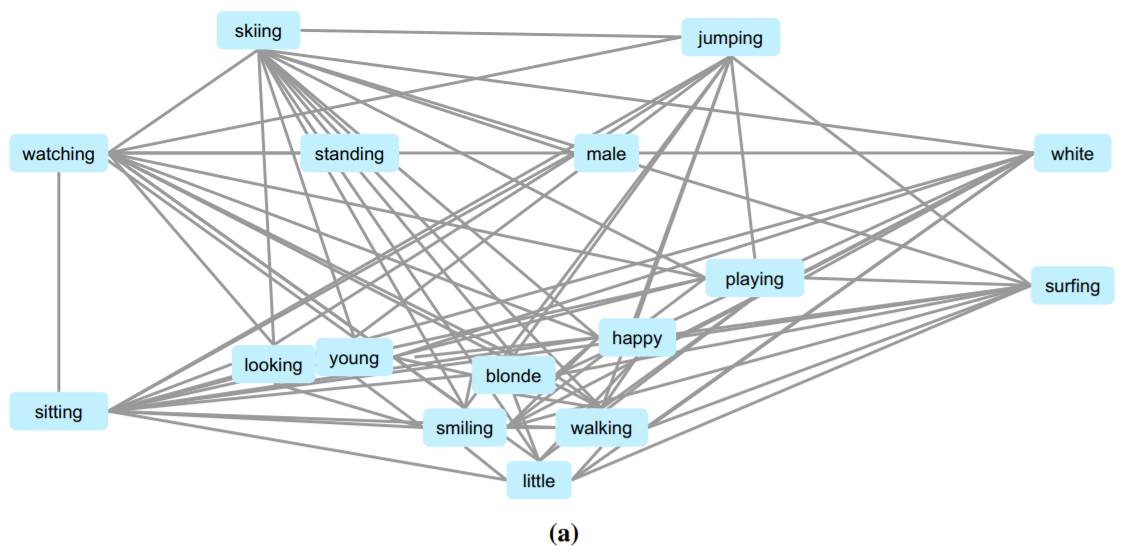 skiing
jumping
watching
standing
male
white
playing
surfing
happy
looking
young
blonde
sitting
smiling
walking
little
(a)